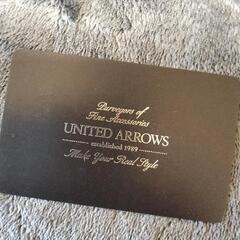 Purveyors of
Fine Accessories
UNITED ARROWS
established 1989
Make Your Real Style